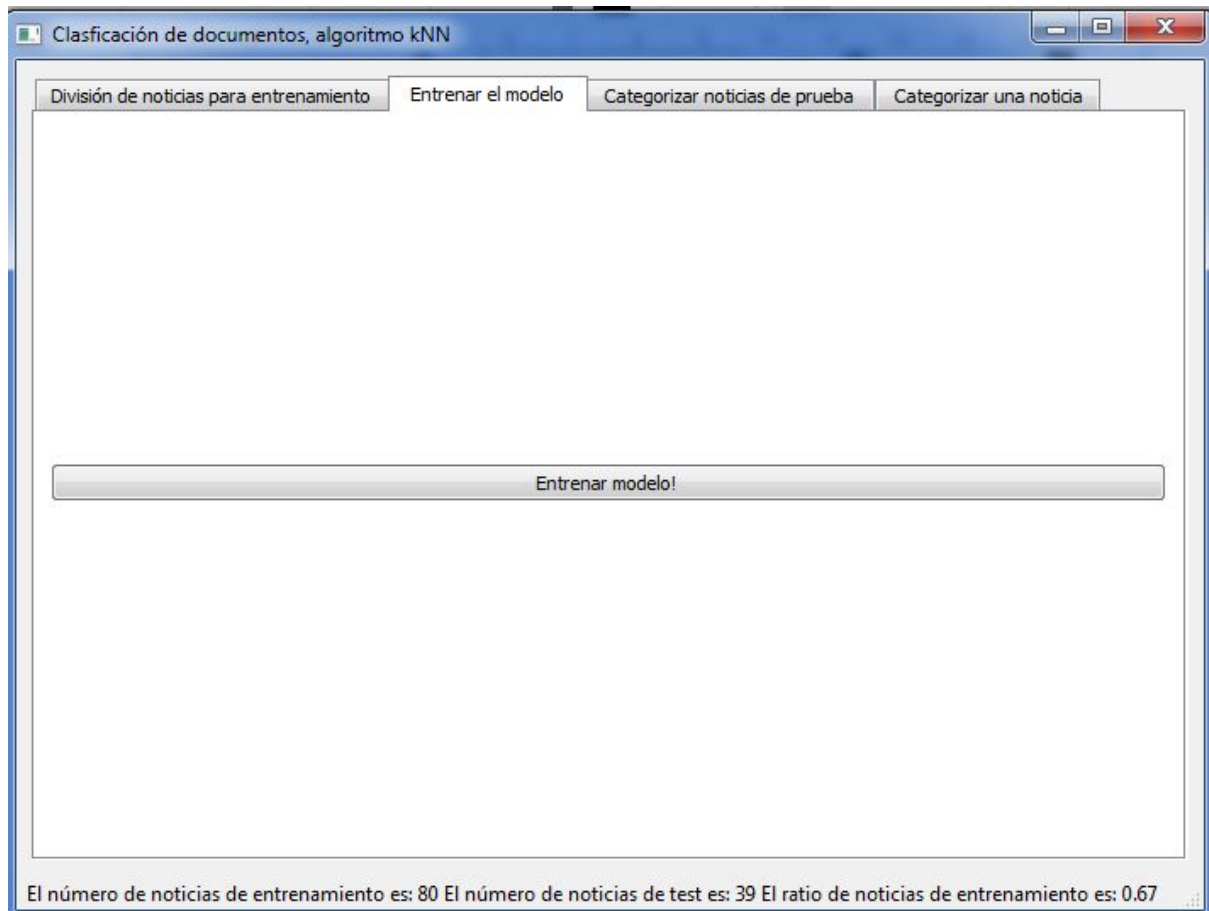 Clasficación de documentos, algoritmo kNN
División de noticias para entrenamiento
Entrenar el modelo
Categorizar noticias de prueba
Categorizar una noticia
Entrenar modelo!
El número de noticias de entrenamiento es: 80 El número de noticias de test es: 39 El ratio de noticias de entrenamiento es: 0.67